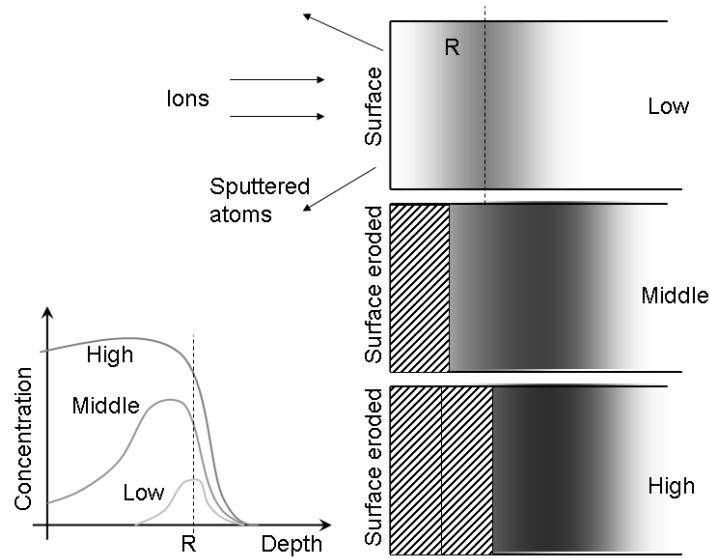 R
Ions
Surface
Low
Sputtered
atoms
Surface eroded
Middle
High
Middle
Low
Concentration
R
Depth
Surface eroded
High